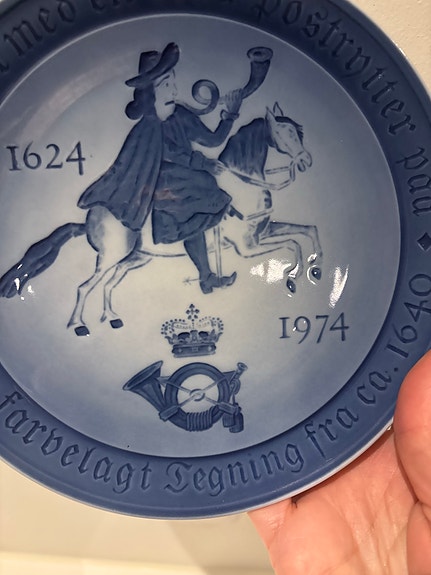 med
postrytter paa
1624
1974
farvelagt Tegning fra ca. 1640